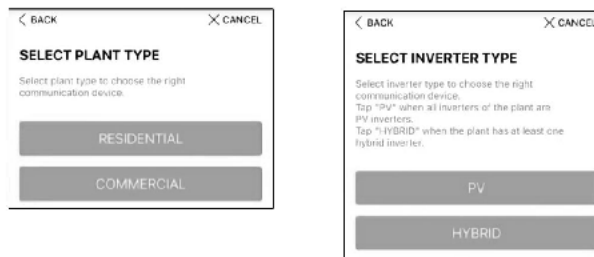 < BACK
X CANCEL
SELECT PLANT TYPE
Select plant type to choose the right
communication device.
RESIDENTIAL
COMMERCIAL
< BACK
X CANCEL
SELECT INVERTER TYPE
Select inverter type to choose the right
communication device.
Tap "PV" when all inverters of the plant are
PV inverters.
Tap "HYBRID" when the plant has at least one
hybrid inverter.
PV
HYBRID